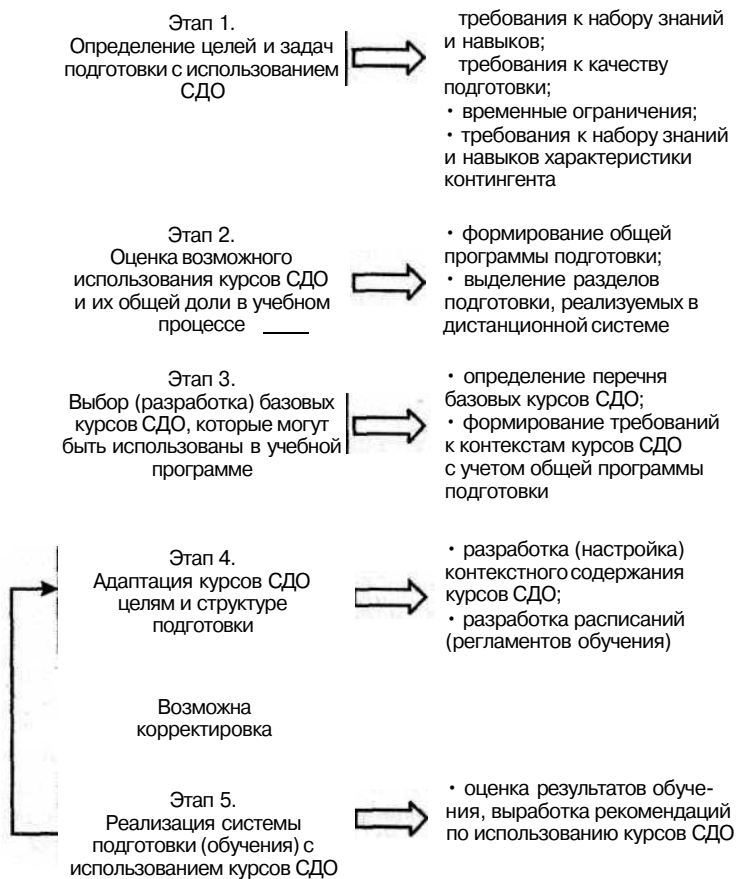 Этап 1.
Определение целей и задач
подготовки с использованием
СДО
требования к набору знаний
и навыков;
требования к качеству
подготовки;
• временные ограничения;
• требования к набору знаний
и навыков характеристики
контингента
Этап 2.
Оценка возможного
использования курсов СДО
и их общей доли в учебном
процессе
• формирование общей
программы подготовки;
• выделение разделов
подготовки, реализуемых в
дистанционной системе
Этап 3.
Выбор (разработка) базовых
курсов СДО, которые могут
быть использованы в учебной
программе
• определение перечня
базовых курсов СДО;
• формирование требований
к контекстам курсов СДО
с учетом общей программы
подготовки
Этап 4.
Адаптация курсов СДО
целям и структуре
подготовки
• разработка (настройка)
контекстного содержания
курсов СДО;
• разработка расписаний
(регламентов обучения)
Возможна
корректировка
Этап 5.
Реализация системы
подготовки (обучения) с
использованием курсов СДО
• оценка результатов обуче-
ния, выработка рекомендаций
по использованию курсов СДО